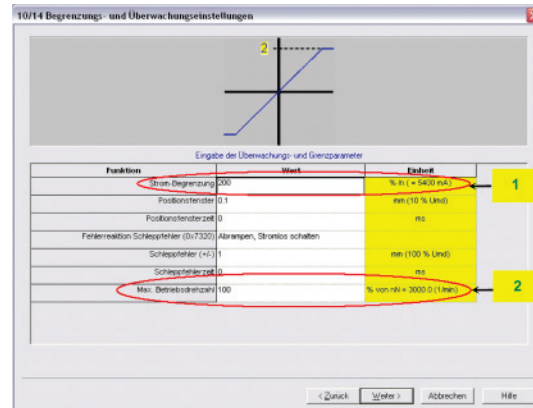 10/14 Begrenzungs- und Überwachungseinstellungen
2
Eingabe der Überwachungs- und Grenzparameter
Funktion Wert Einheit
Strom-Begrenzung 200 % In ( = 5400 mA) 1
Positionsfenster 0.1 mm (10 % Umd)
Positionsfensterzeit 0 ms
Fehlerreaktion Schleppfehler (0x7320) Abrampen, Stromlos schalten
Schleppfehler (+/-) 1 mm (100 % Umd)
Schleppfehlerzeit 0 ms
Max. Betriebsdrehzahl 100 % von nN = 3000.0 (1/min) 2
< Zurück Weiter > Abbrechen Hilfe